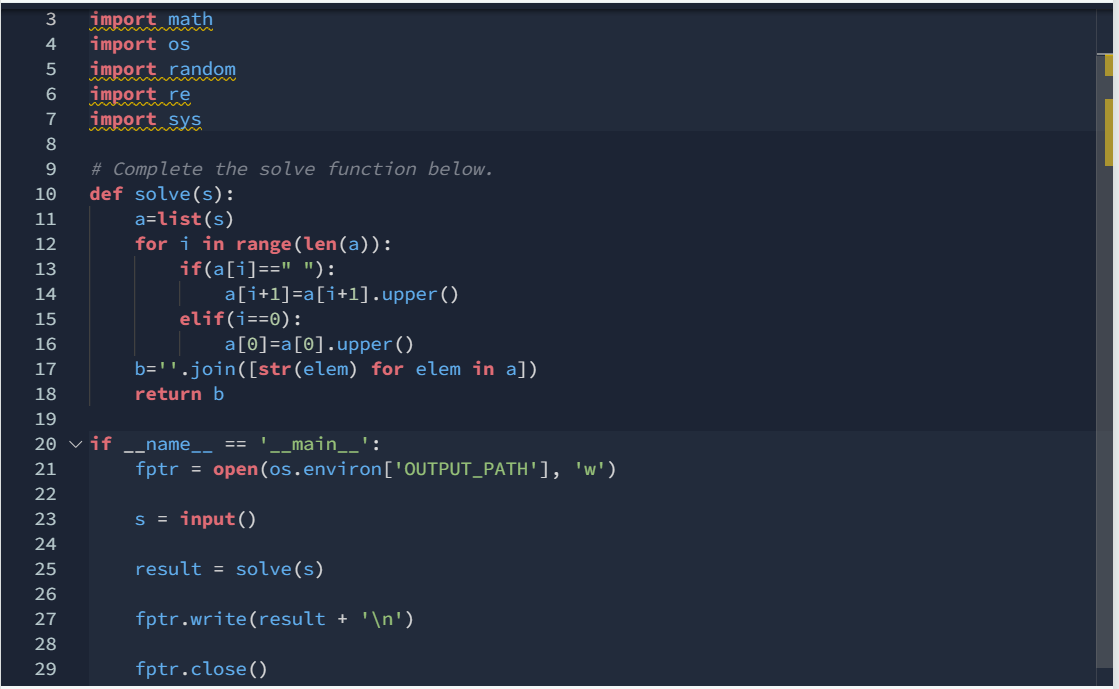 3 import math
4 import os
5 import random
6 import re
7 import sys
8
9 # Complete the solve function below.
10 def solve(s):
11     a=list(s)
12     for i in range(len(a)):
13         if(a[i]==" "):
14             a[i+1]=a[i+1].upper()
15         elif(i==0):
16             a[0]=a[0].upper()
17     b=''.join([str(elem) for elem in a])
18     return b
19
20 if __name__ == '__main__':
21     fptr = open(os.environ['OUTPUT_PATH'], 'w')
22
23     s = input()
24
25     result = solve(s)
26
27     fptr.write(result + '\n')
28
29     fptr.close()